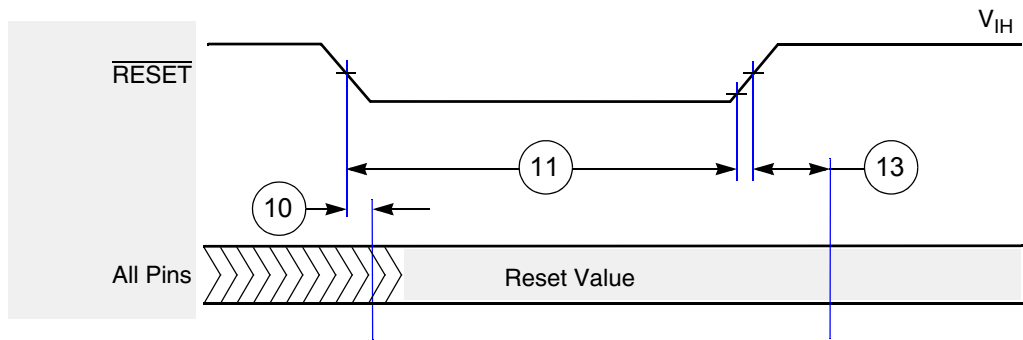 V_IH
RESET
11
13
10
All Pins
Reset Value